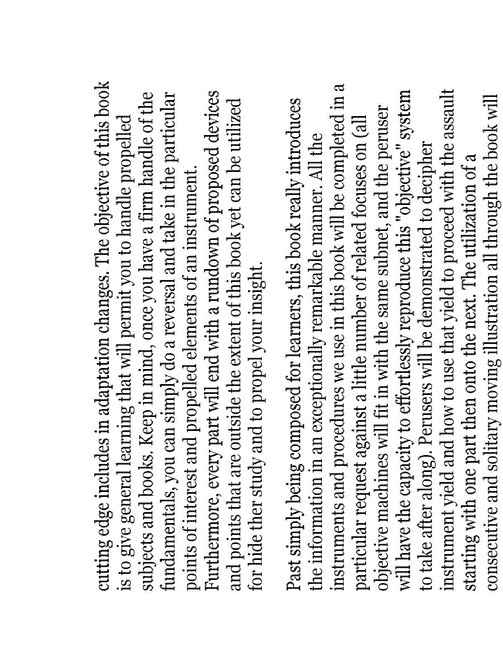 cutting edge includes in adaptation changes. The objective of this book
is to give general learning that will permit you to handle propelled
subjects and books. Keep in mind, once you have a firm handle of the
fundamentals, you can simply do a reversal and take in the particular
points of interest and propelled elements of an instrument.
Furthermore, every part will end with a rundown of proposed devices
and points that are outside the extent of this book yet can be utilized
for hide ther study and to propel your insight.
Past simply being composed for learners, this book really introduces
the information in an exceptionally remarkable manner. All the
instruments and procedures we use in this book will be completed in a
particular request against a little number of related focuses on (all
objective machines will fit in with the same subnet, and the peruser
will have the capacity to effortlessly reproduce this "objective" system
to take after along). Perusers will be demonstrated to decipher
instrument yield and how to use that yield to proceed with the assault
starting with one part then onto the next. The utilization of a
consecutive and solitary moving illustration all through the book will